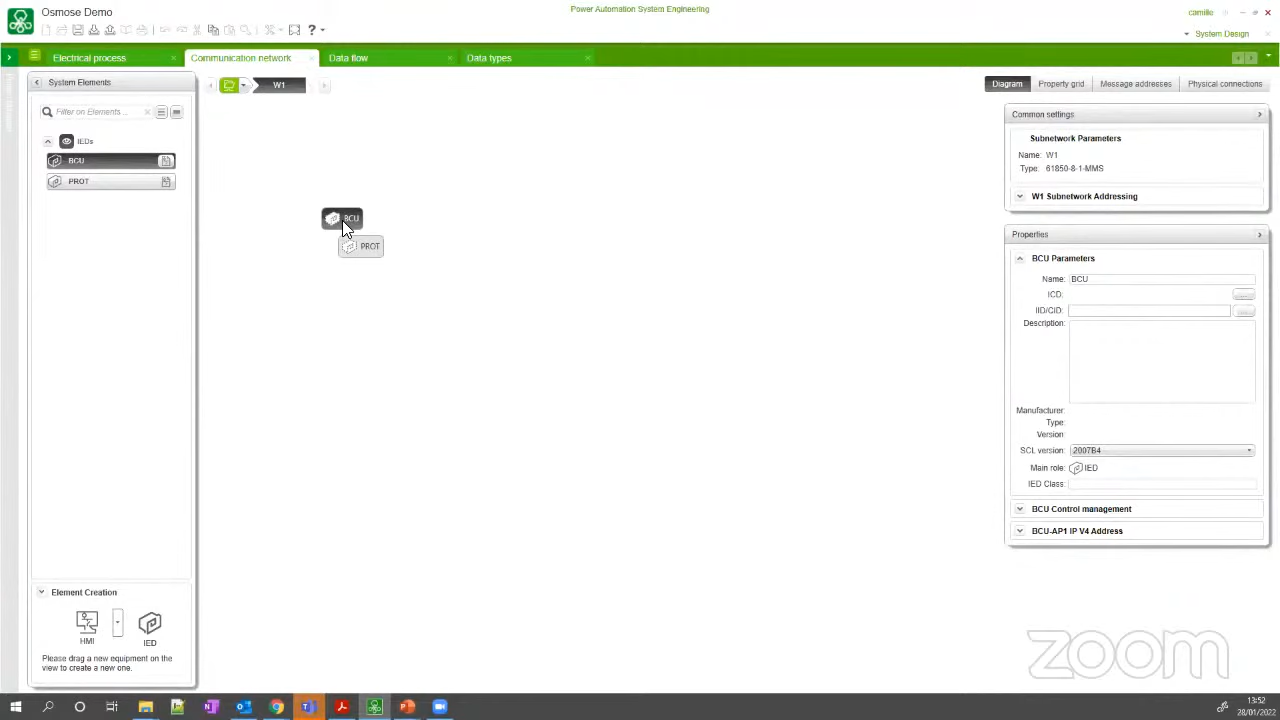 Osmose Demo
Power Automation System Engineering
camille
System Design
Electrical process
Communication network
Data flow
Data types
System Elements
Filter on Elements...
IEDs
BCU
PROT
W1
BCU
PROT
Diagram
Property grid
Message addresses
Physical connections
Common settings
Subnetwork Parameters
Name: W1
Type: 61850-8-1-MMS
W1 Subnetwork Addressing
Properties
BCU Parameters
Name: BCU
ICD:
IID/CID:
Description:
Manufacturer:
Type:
Version:
SCL version: 2007B4
Main role: IED
IED Class:
BCU Control management
BCU-AP1 IP V4 Address
Element Creation
HMI
IED
Please drag a new equipment on the
view to create a new one.
zoom
13:52
28/01/2022